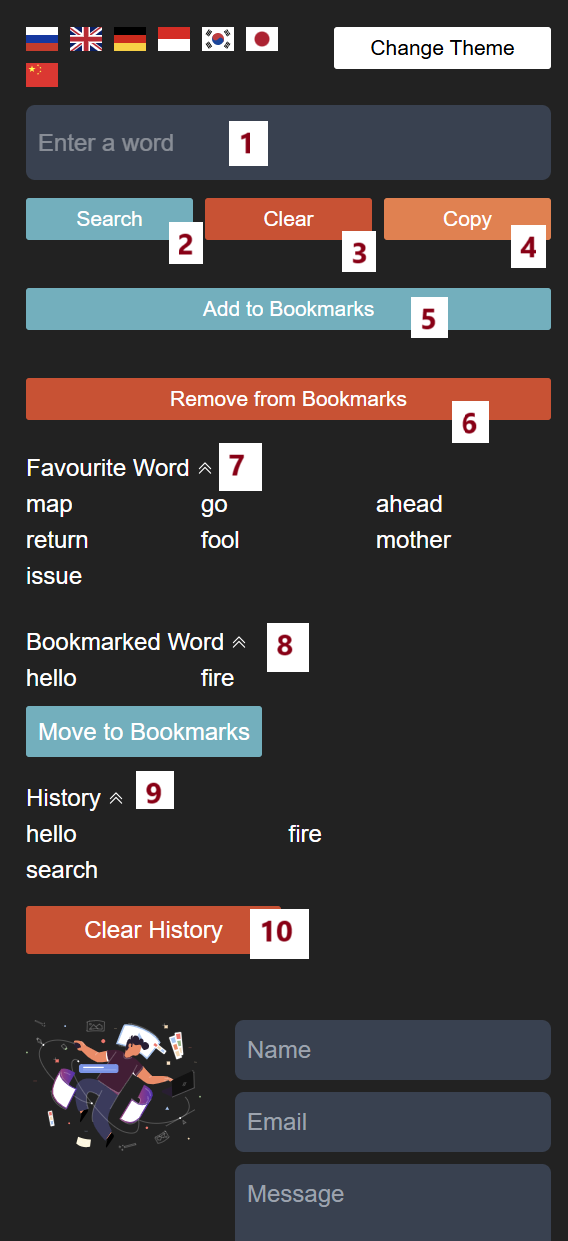 Change Theme
Enter a word 1
Search 2 Clear 3 Copy 4
Add to Bookmarks 5
Remove from Bookmarks 6
Favourite Word 7
map go ahead
return fool mother
issue
Bookmarked Word 8
hello fire
Move to Bookmarks
History 9
hello fire
search
Clear History 10
Name
Email
Message